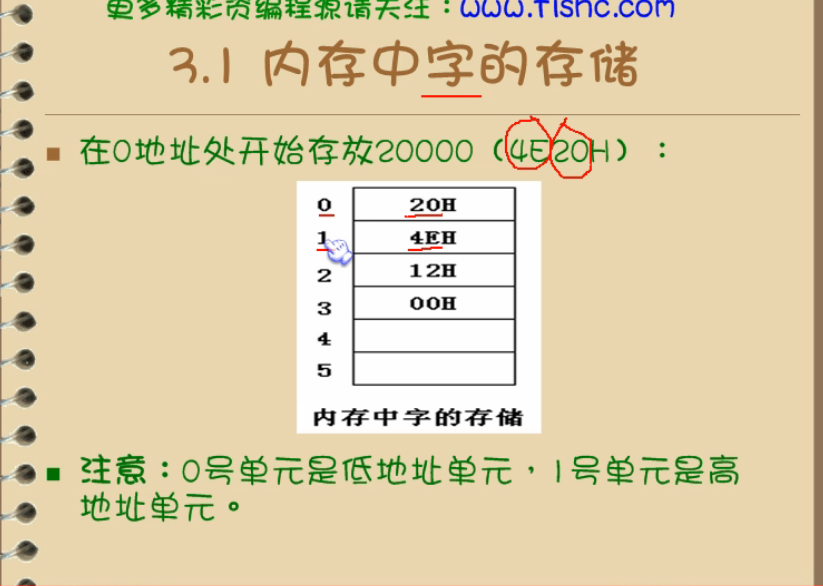 更多精彩资编程源请关注：www.flshc.com
3.1 内存中字的存储
■ 在0地址处开始存放20000（4E20H）：
0 20H
1 4EH
2 12H
3 00H
4
5
内存中字的存储
■ 注意：0号单元是低地址单元，1号单元是高
地址单元。